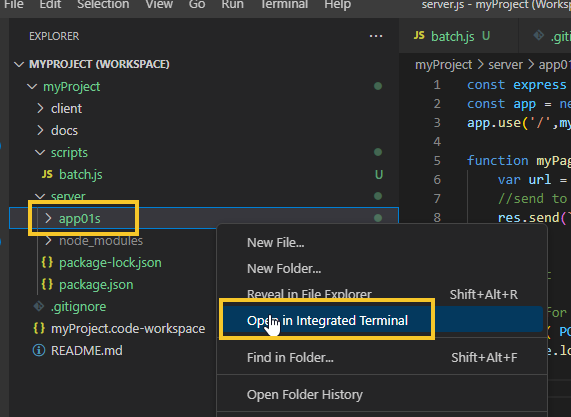 File Edit Selection View Go Run Terminal Help server.js - myProject (Works
EXPLORER ...
MYPROJECT (WORKSPACE)
myProject
client
docs
scripts
batch.js U
server
app01s
node_modules
package-lock.json
package.json
.gitignore
myProject.code-workspace
README.md
New File...
New Folder...
Reveal in File Explorer Shift+Alt+R
Open in Integrated Terminal
Find in Folder... Shift+Alt+F
Open Folder History
batch.js U .gitig
myProject > server > app01
1 const express
2 const app = ne
3 app.use('/',my
4
5 function myPag
6 var url =
7 //send to
8 res.send(